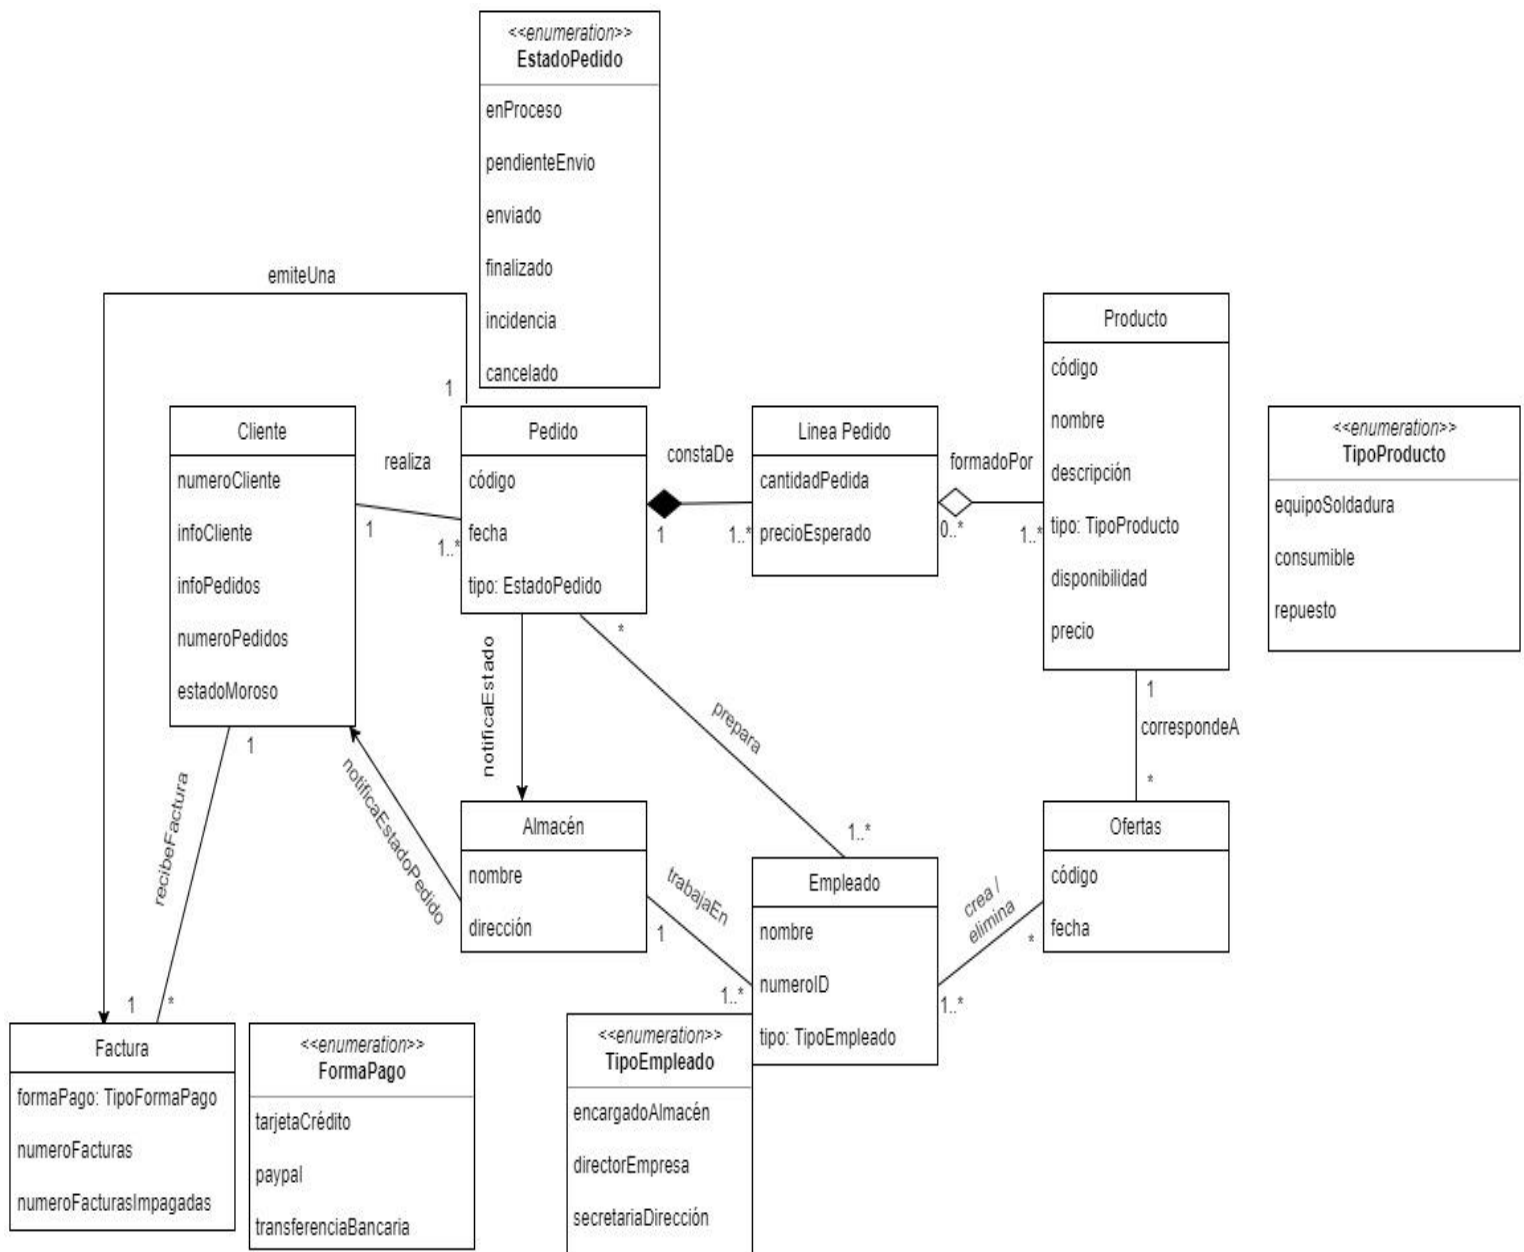 <<enumeration>>
EstadoPedido
enProceso
pendienteEnvio
enviado
finalizado
incidencia
cancelado
emiteUna
1
Cliente
numeroCliente
infoCliente
infoPedidos
numeroPedidos
estadoMoroso
realiza
1
1..*
Pedido
código
fecha
tipo: EstadoPedido
constaDe
1
1..*
Linea Pedido
cantidadPedida
precioEsperado
formadoPor
0..*
1..*
Producto
código
nombre
descripción
tipo: TipoProducto
disponibilidad
precio
<<enumeration>>
TipoProducto
equipoSoldadura
consumible
repuesto
1
correspondeA
*
notificaEstado
*
prepara
1..*
1
recibeFactura
*
notificaEstadoPedido
Almacén
nombre
dirección
trabajaEn
1
1..*
Empleado
nombre
numeroID
tipo: TipoEmpleado
crea /
elimina
*
1..*
Ofertas
código
fecha
1
Factura
formaPago: TipoFormaPago
numeroFacturas
numeroFacturasImpagadas
<<enumeration>>
FormaPago
tarjetaCrédito
paypal
transferenciaBancaria
<<enumeration>>
TipoEmpleado
encargadoAlmacén
directorEmpresa
secretariaDirección